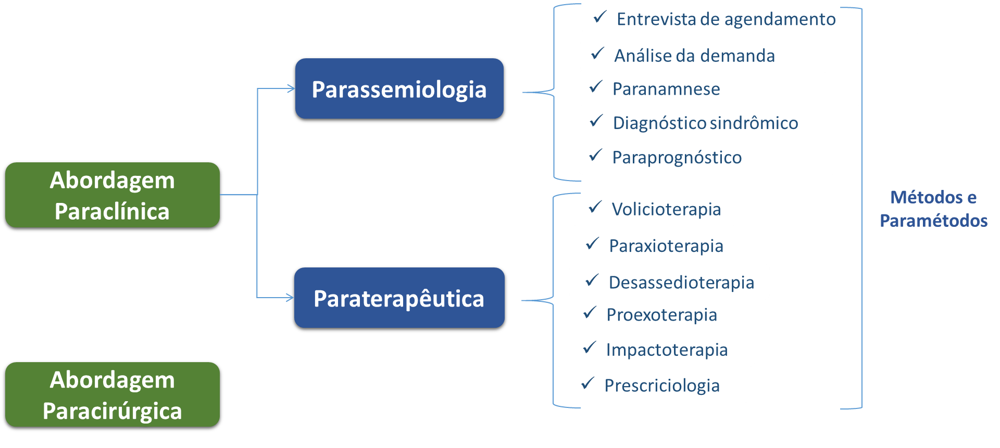 Abordagem
Paraclínica
Parassemiologia
✓ Entrevista de agendamento
✓ Análise da demanda
✓ Paranamnese
✓ Diagnóstico sindrômico
✓ Paraprognóstico
Paraterapêutica
✓ Volicioterapia
✓ Paraxioterapia
✓ Desassedioterapia
✓ Proexoterapia
✓ Impactoterapia
✓ Prescriciologia
Métodos e
Paramétodos
Abordagem
Paracirúrgica